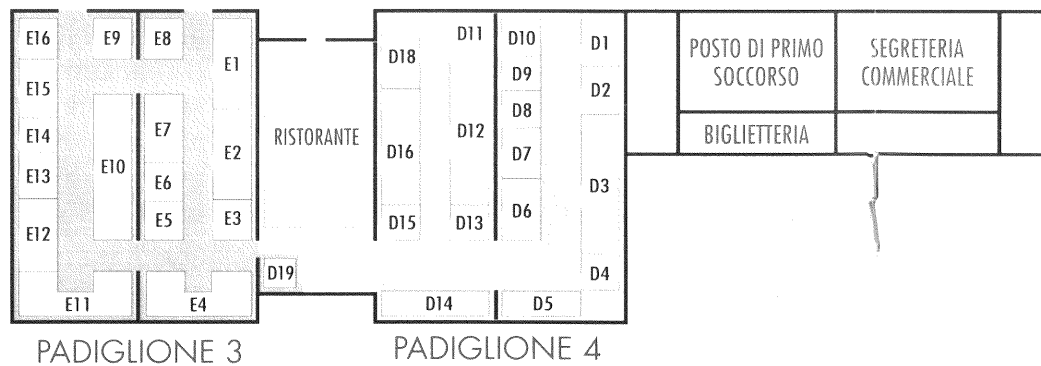 E16
E9
E8
E1
E15
E14
E7
E10
E2
E13
E6
E5
E3
E12
E11
E4
PADIGLIONE 3
RISTORANTE
D19
D11
D10
D1
D18
D9
D2
D8
D12
D16
D7
D3
D6
D15
D13
D4
D14
D5
PADIGLIONE 4
POSTO DI PRIMO
SOCCORSO
SEGRETERIA
COMMERCIALE
BIGLIETTERIA